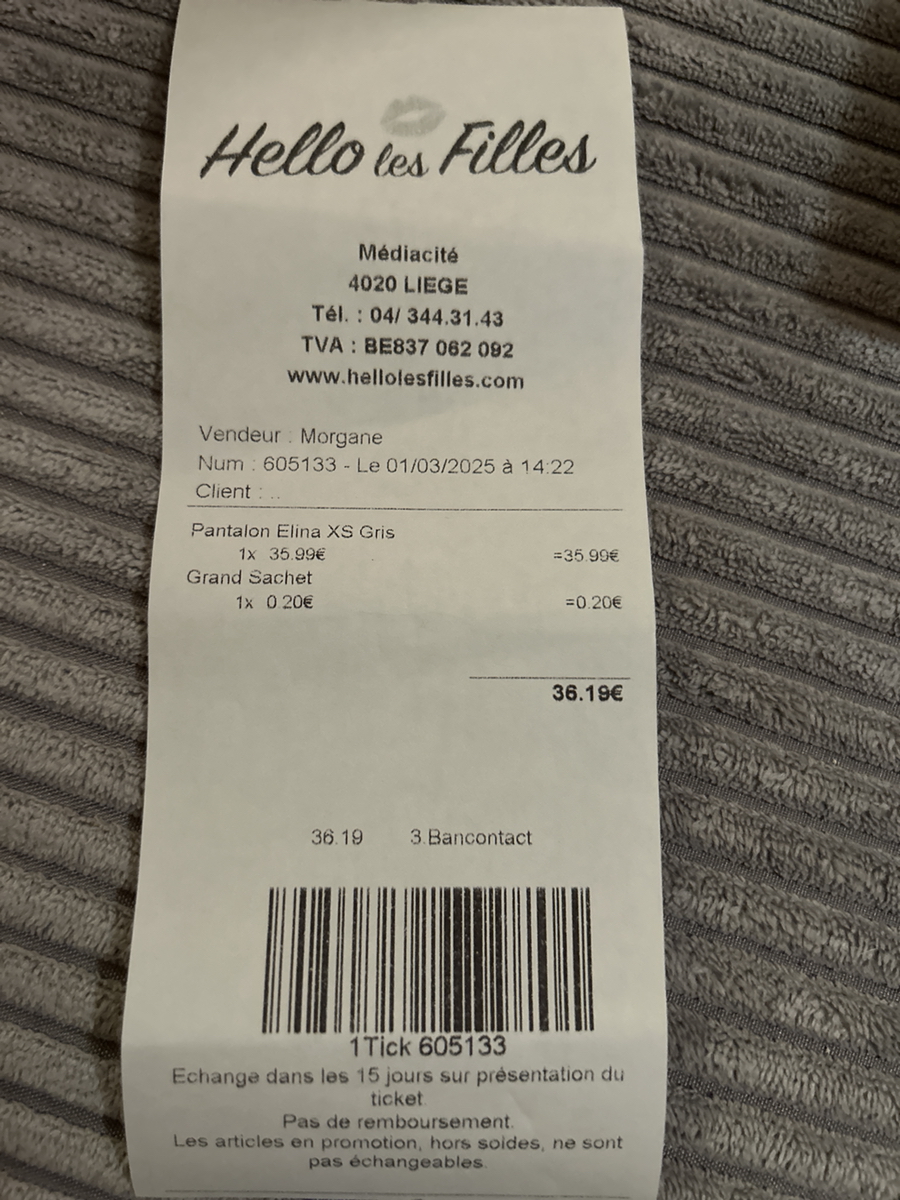 Hello les Filles
Médiacité
4020 LIEGE
Tél. : 04/ 344.31.43
TVA : BE837 062 092
www.hellolesfilles.com
Vendeur : Morgane
Num : 605133 - Le 01/03/2025 à 14:22
Client : ..
Pantalon Elina XS Gris
1x 35.99€ =35.99€
Grand Sachet
1x 0.20€ =0.20€
36.19€
36.19 3.Bancontact
1Tick 605133
Echange dans les 15 jours sur présentation du
ticket.
Pas de remboursement.
Les articles en promotion, hors soldes, ne sont
pas échangeables.